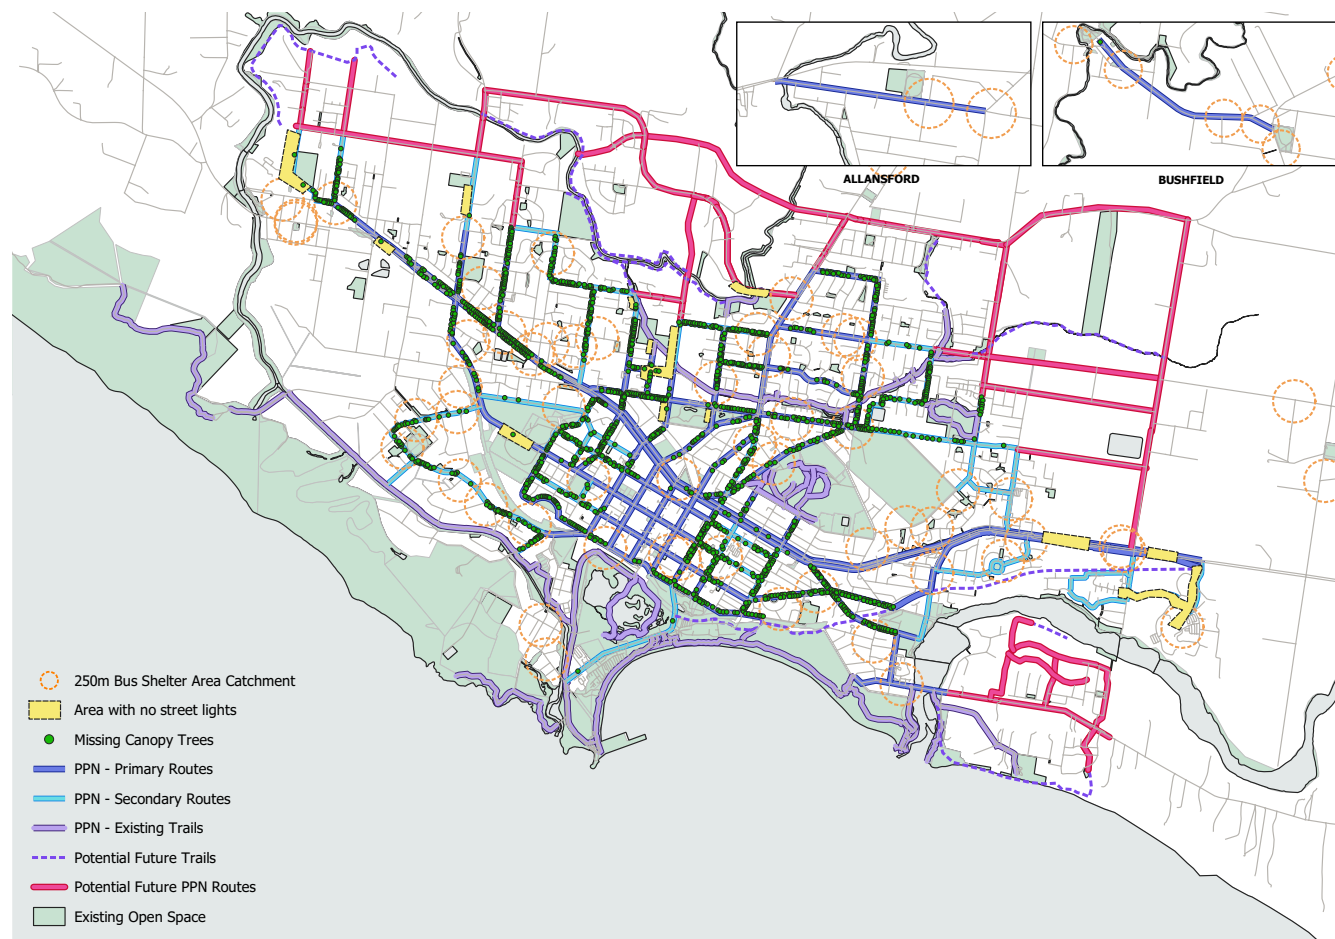 ALLANSFORD
BUSHFIELD
250m Bus Shelter Area Catchment
Area with no street lights
Missing Canopy Trees
PPN - Primary Routes
PPN - Secondary Routes
PPN - Existing Trails
Potential Future Trails
Potential Future PPN Routes
Existing Open Space